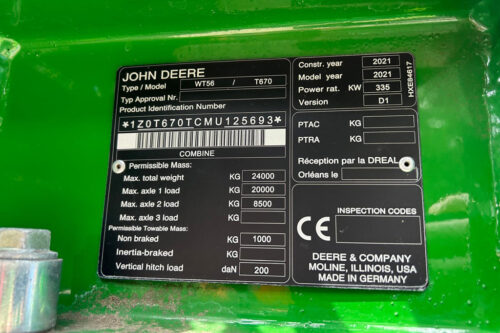 JOHN DEERE
Type / Model WT56 / T670
Typ Approval Nr.
Product Identification Number
*1Z0T670TCMU125693*
COMBINE
Permissible Mass:
Max. total weight KG 24000
Max. axle 1 load KG 20000
Max. axle 2 load KG 8500
Max. axle 3 load KG
Permissible Towable Mass:
Non braked KG 1000
Inertia-braked KG
Vertical hitch load daN 200
Constr. year 2021
Model year 2021
Power rat. KW 335
Version D1
HXE84617
PTAC KG
PTRA KG
Réception par la DREAL
Orléans le
CE
INSPECTION CODES
DEERE & COMPANY
MOLINE, ILLINOIS, USA
MADE IN GERMANY